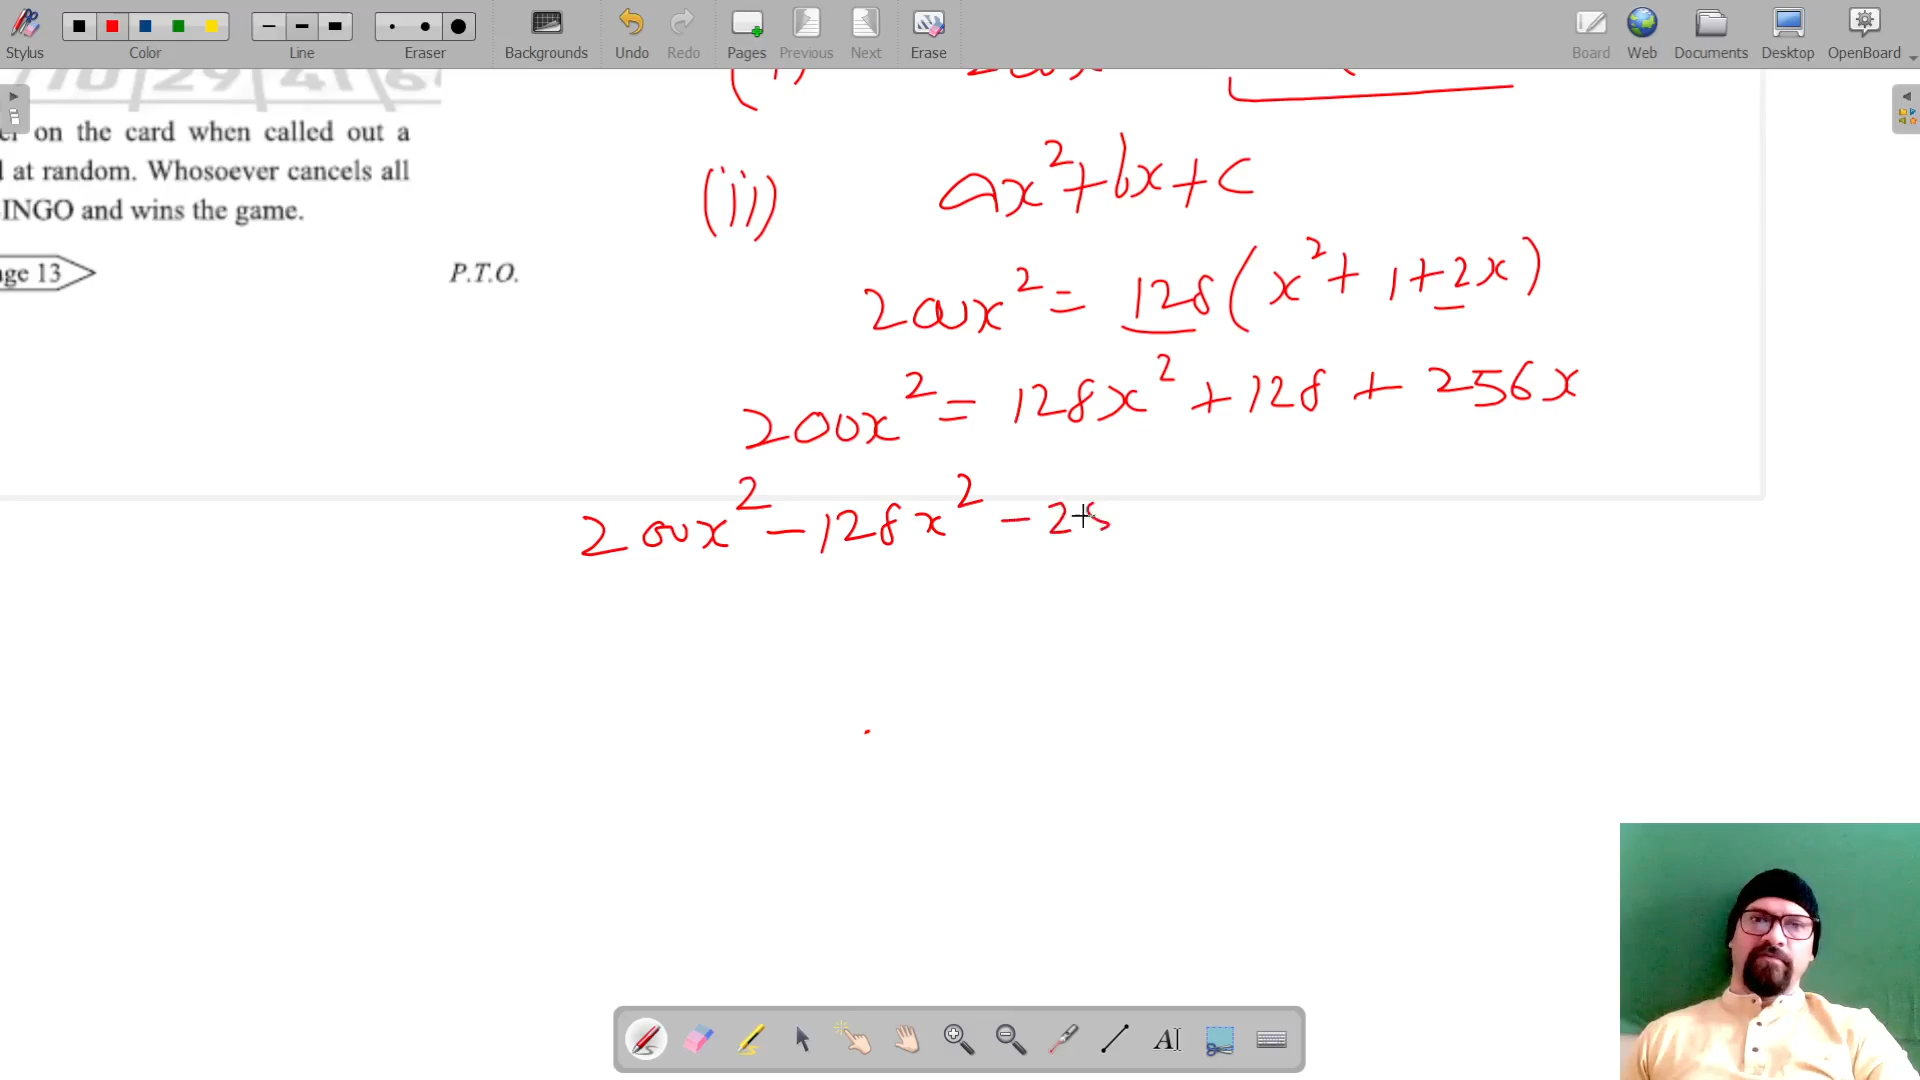 Stylus Color Line Eraser Backgrounds Undo Redo Pages Previous Next Erase Board Web Documents Desktop OpenBoard
on the card when called out a
at random. Whosoever cancels all
INGO and wins the game.
ge 13
P.T.O.
(ii) ax²+bx+c
200x² = 128(x²+1+2x)
200x² = 128x²+128+256x
200x²-128x²-25
AI